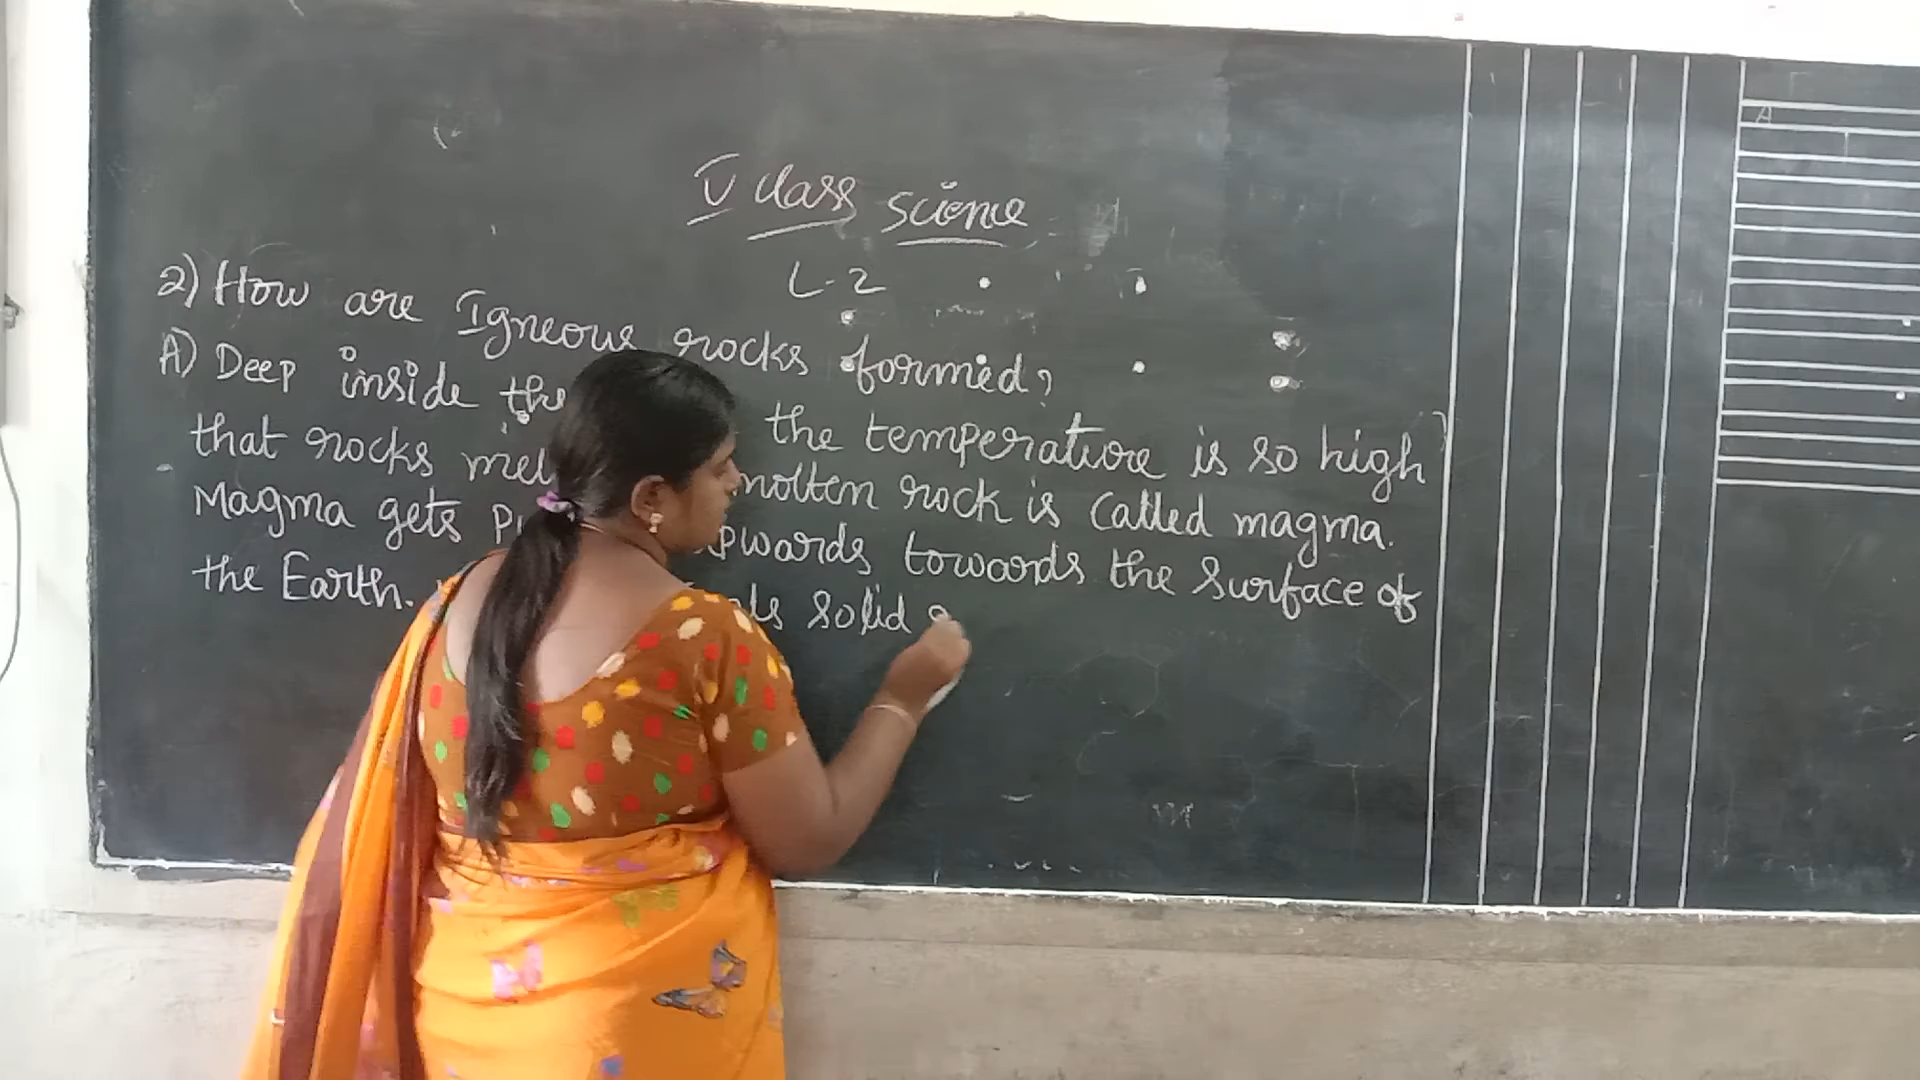 V class science
L-2
2) How are Igneous rocks formed?
A) Deep inside the the temperature is so high
that rocks molten rock is called magma.
Magma gets upwards towards the surface of
the Earth. solid
A